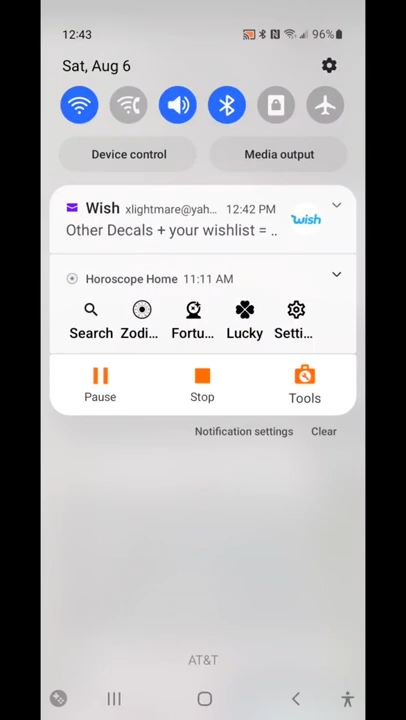 12:43
96%
Sat, Aug 6
Device control
Media output
Wish xlightmare@yah... 12:42 PM
Other Decals + your wishlist = ..
wish
Horoscope Home 11:11 AM
Search Zodi... Fortu... Lucky Setti...
Pause Stop Tools
Notification settings Clear
AT&T